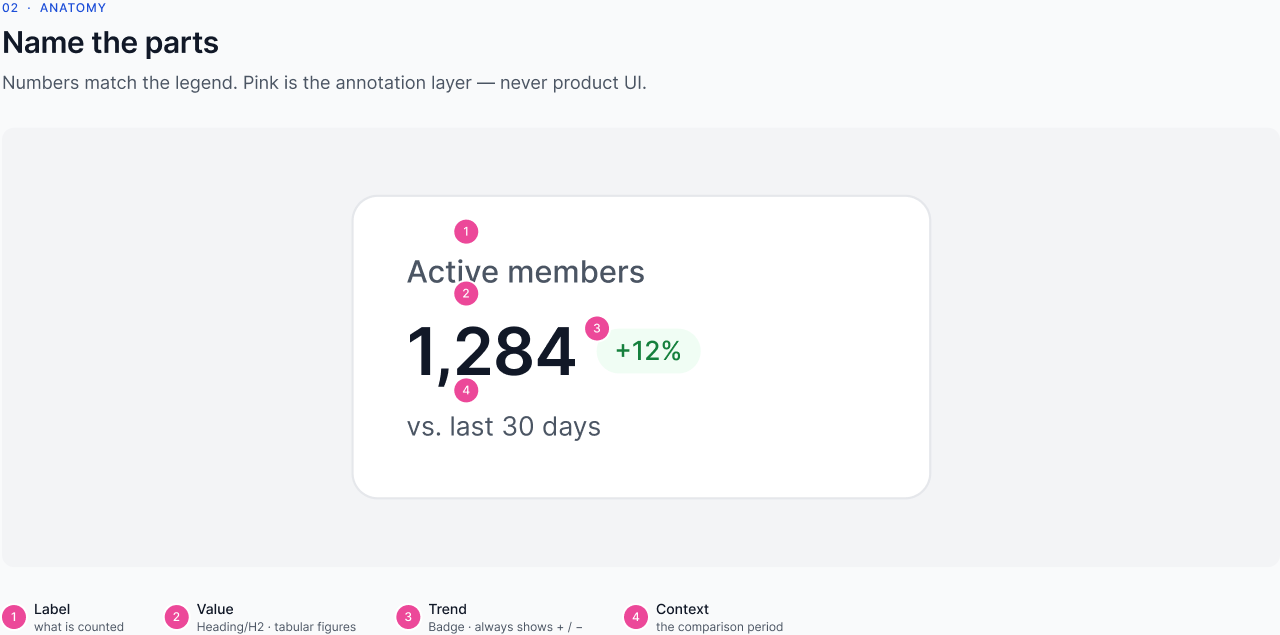 02 · ANATOMY
Name the parts
Numbers match the legend. Pink is the annotation layer — never product UI.
1
Active members
2
1,284
3
+12%
4
vs. last 30 days
1 Label
what is counted
2 Value
Heading/H2 · tabular figures
3 Trend
Badge · always shows + / −
4 Context
the comparison period